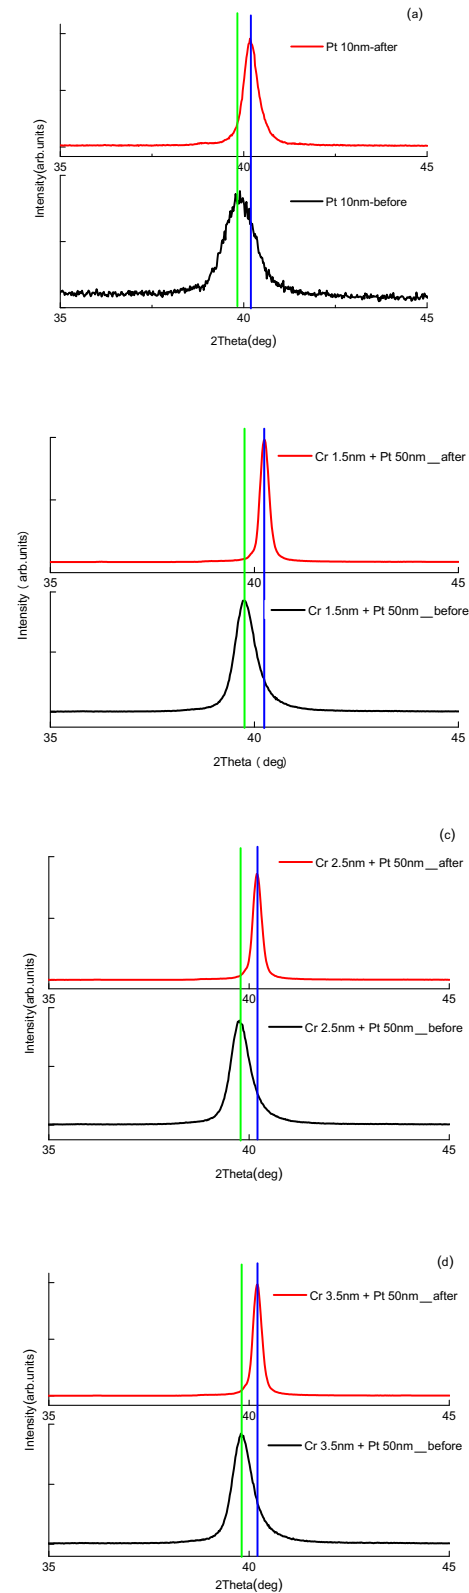 (a)
Pt 10nm-after
35 40 45
Intensity(arb.units)
Pt 10nm-before
35 40 45
2Theta(deg)
Cr 1.5nm + Pt 50nm__after
35 40 45
Intensity ( arb.units)
Cr 1.5nm + Pt 50nm__before
35 40 45
2Theta ( deg)
(c)
Cr 2.5nm + Pt 50nm__after
35 40 45
Intensity(arb.units)
Cr 2.5nm + Pt 50nm__before
35 40 45
2Theta(deg)
(d)
Cr 3.5nm + Pt 50nm__after
35 40 45
Intensity(arb.units)
Cr 3.5nm + Pt 50nm__before
35 40 45
2Theta(deg)